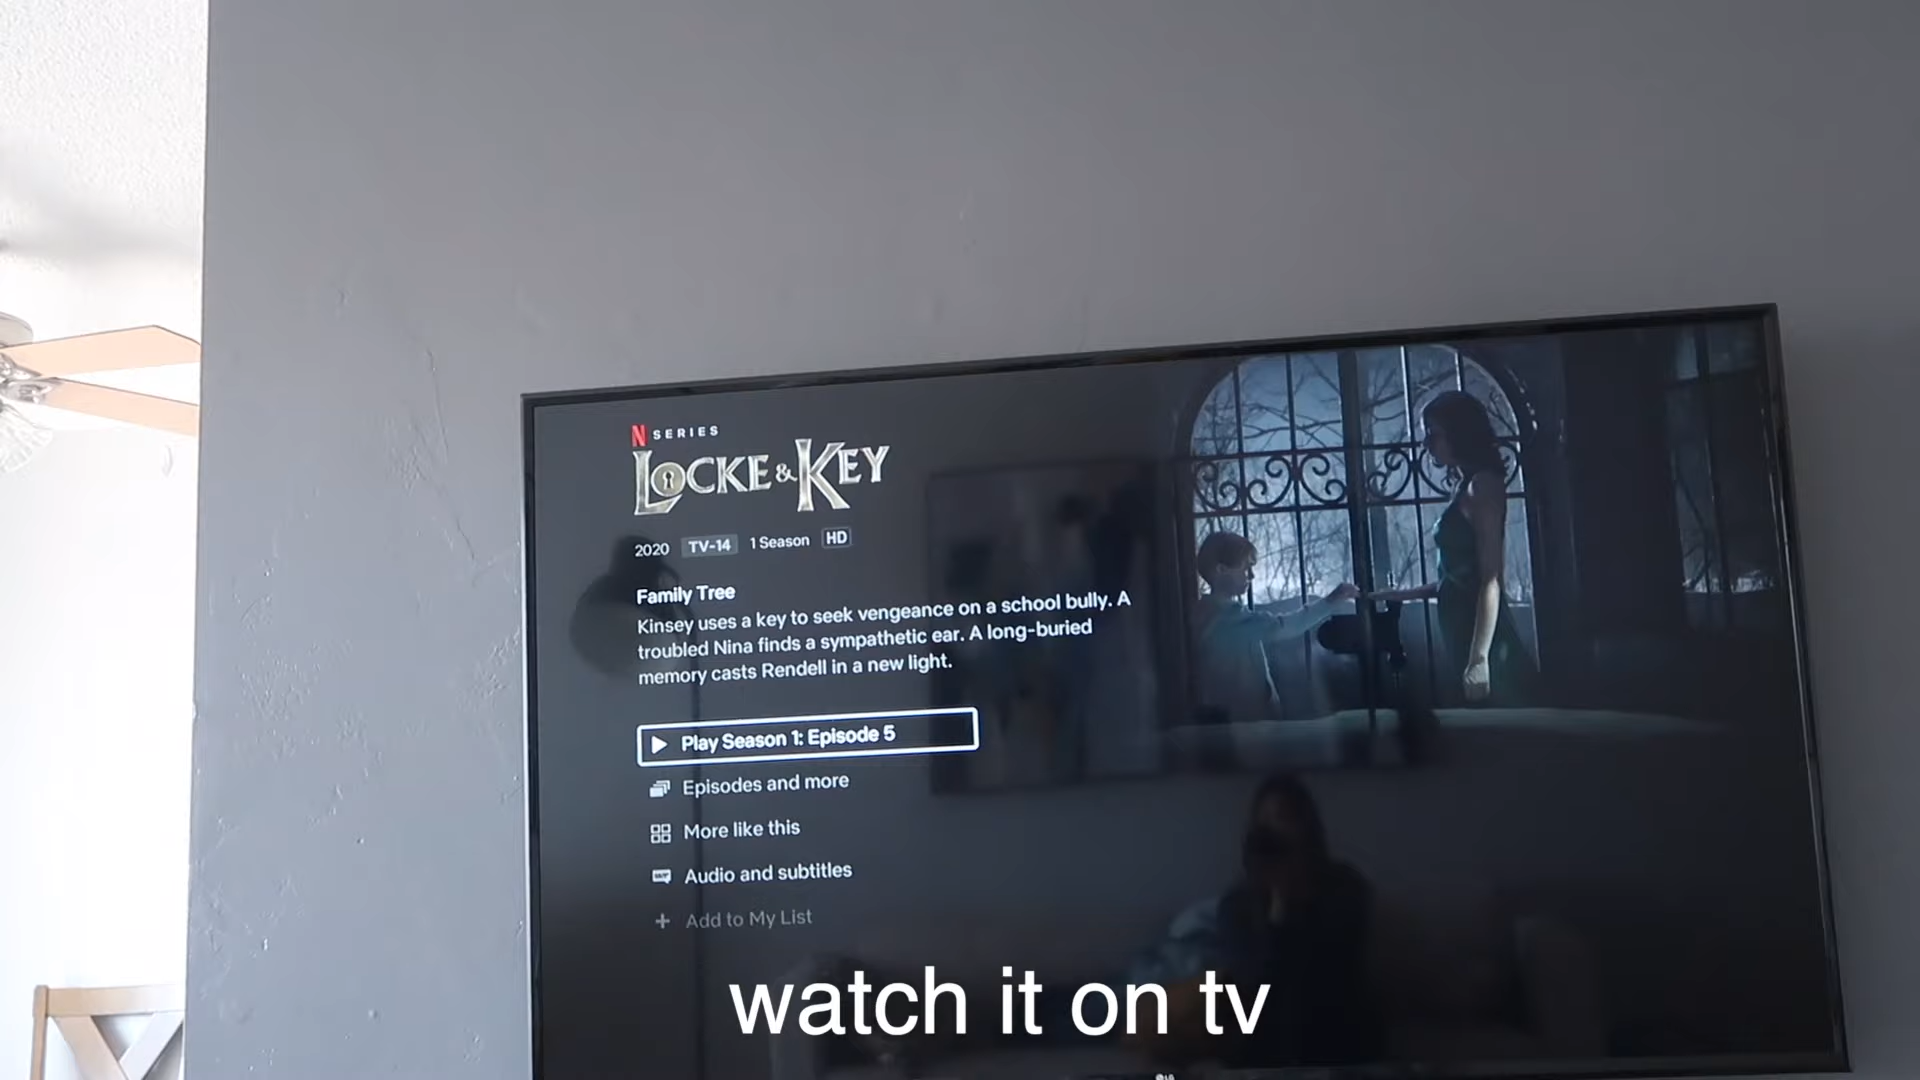 N SERIES
LOCKE & KEY
2020 TV-14 1 Season HD
Family Tree
Kinsey uses a key to seek vengeance on a school bully. A
troubled Nina finds a sympathetic ear. A long-buried
memory casts Rendell in a new light.
Play Season 1: Episode 5
Episodes and more
More like this
Audio and subtitles
+ Add to My List
watch it on tv
LG